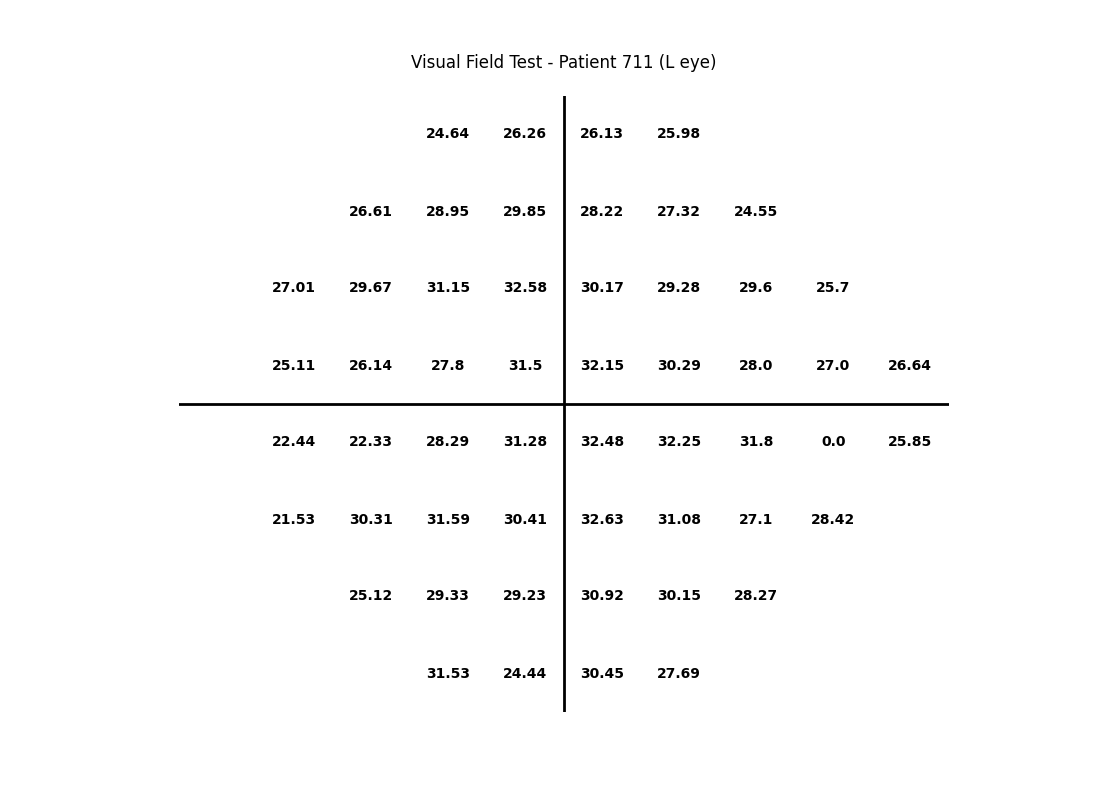 Visual Field Test - Patient 711 (L eye)
24.64 26.26 26.13 25.98
26.61 28.95 29.85 28.22 27.32 24.55
27.01 29.67 31.15 32.58 30.17 29.28 29.6 25.7
25.11 26.14 27.8 31.5 32.15 30.29 28.0 27.0 26.64
22.44 22.33 28.29 31.28 32.48 32.25 31.8 0.0 25.85
21.53 30.31 31.59 30.41 32.63 31.08 27.1 28.42
25.12 29.33 29.23 30.92 30.15 28.27
31.53 24.44 30.45 27.69